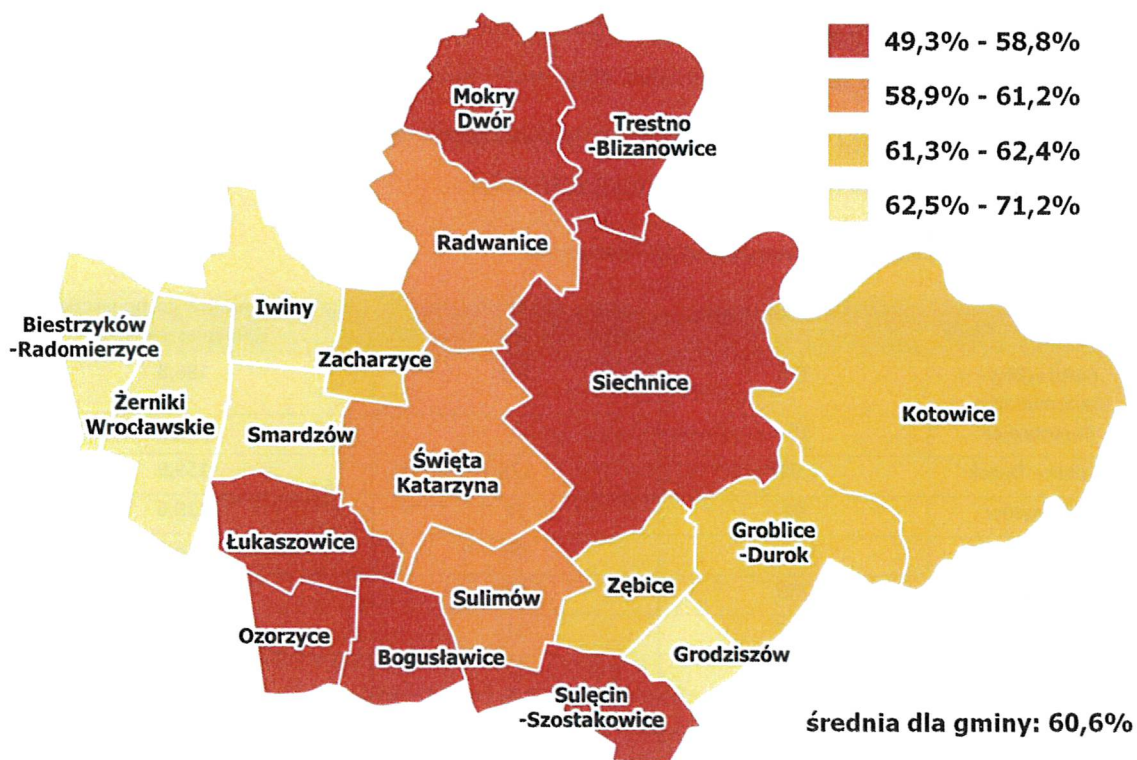 49,3% - 58,8%
58,9% - 61,2%
61,3% - 62,4%
62,5% - 71,2%
Mokry
Dwór
Trestno
-Blizanowice
Radwanice
Iwiny
Biestrzyków
-Radomierzyce
Zacharzyce
Siechnice
Żerniki
Wrocławskie
Kotowice
Smardzów
Święta
Katarzyna
Łukaszowice
Groblice
-Durok
Zębice
Sulimów
Ozorzyce
Bogusławice
Grodziszów
Sulęcin
-Szostakowice
średnia dla gminy: 60,6%